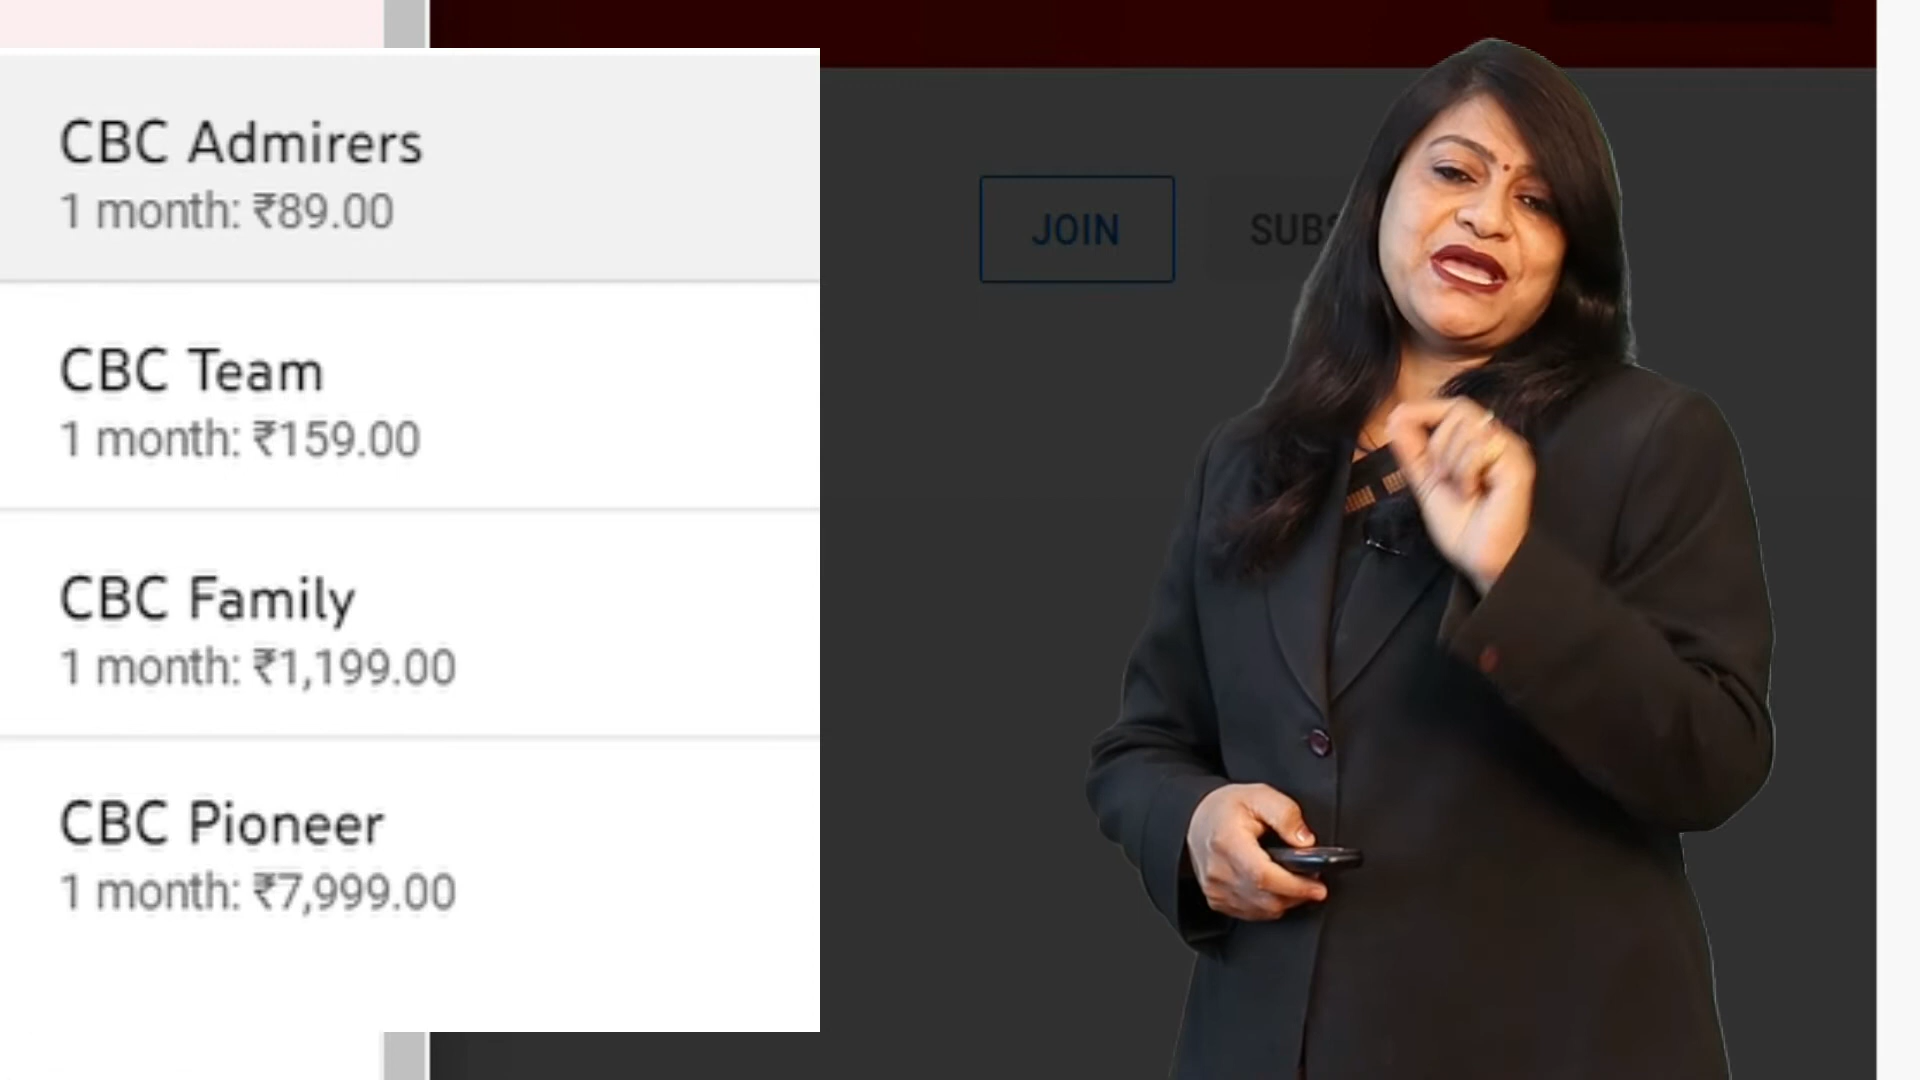 CBC Admirers
1 month: ₹89.00
CBC Team
1 month: ₹159.00
CBC Family
1 month: ₹1,199.00
CBC Pioneer
1 month: ₹7,999.00
JOIN